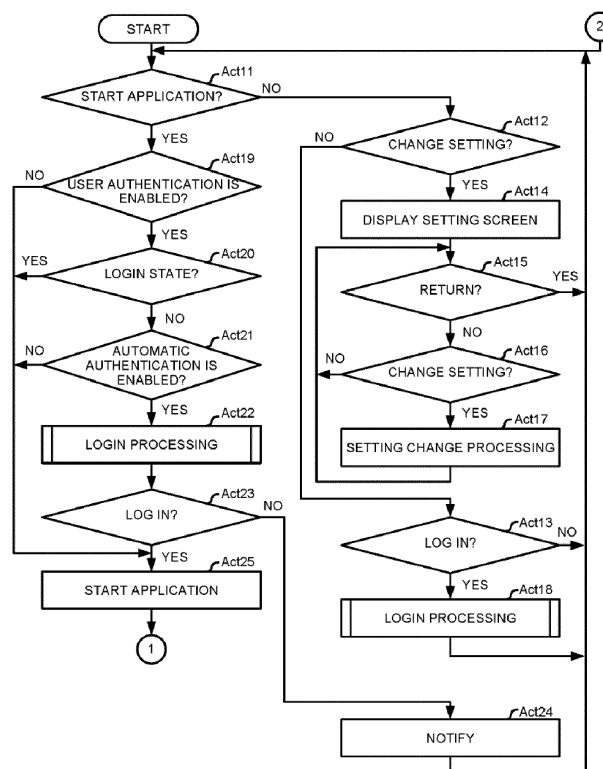 START
2
Act11
START APPLICATION?
NO
YES
Act12
NO
CHANGE SETTING?
YES
Act19
NO
USER AUTHENTICATION IS
ENABLED?
YES
Act14
DISPLAY SETTING SCREEN
Act20
YES
LOGIN STATE?
NO
Act15
RETURN?
YES
NO
Act21
NO
AUTOMATIC
AUTHENTICATION IS
ENABLED?
YES
Act16
NO
CHANGE SETTING?
YES
Act22
LOGIN PROCESSING
Act17
SETTING CHANGE PROCESSING
Act23
LOG IN?
NO
YES
Act13
LOG IN?
NO
YES
Act25
START APPLICATION
1
Act18
LOGIN PROCESSING
Act24
NOTIFY